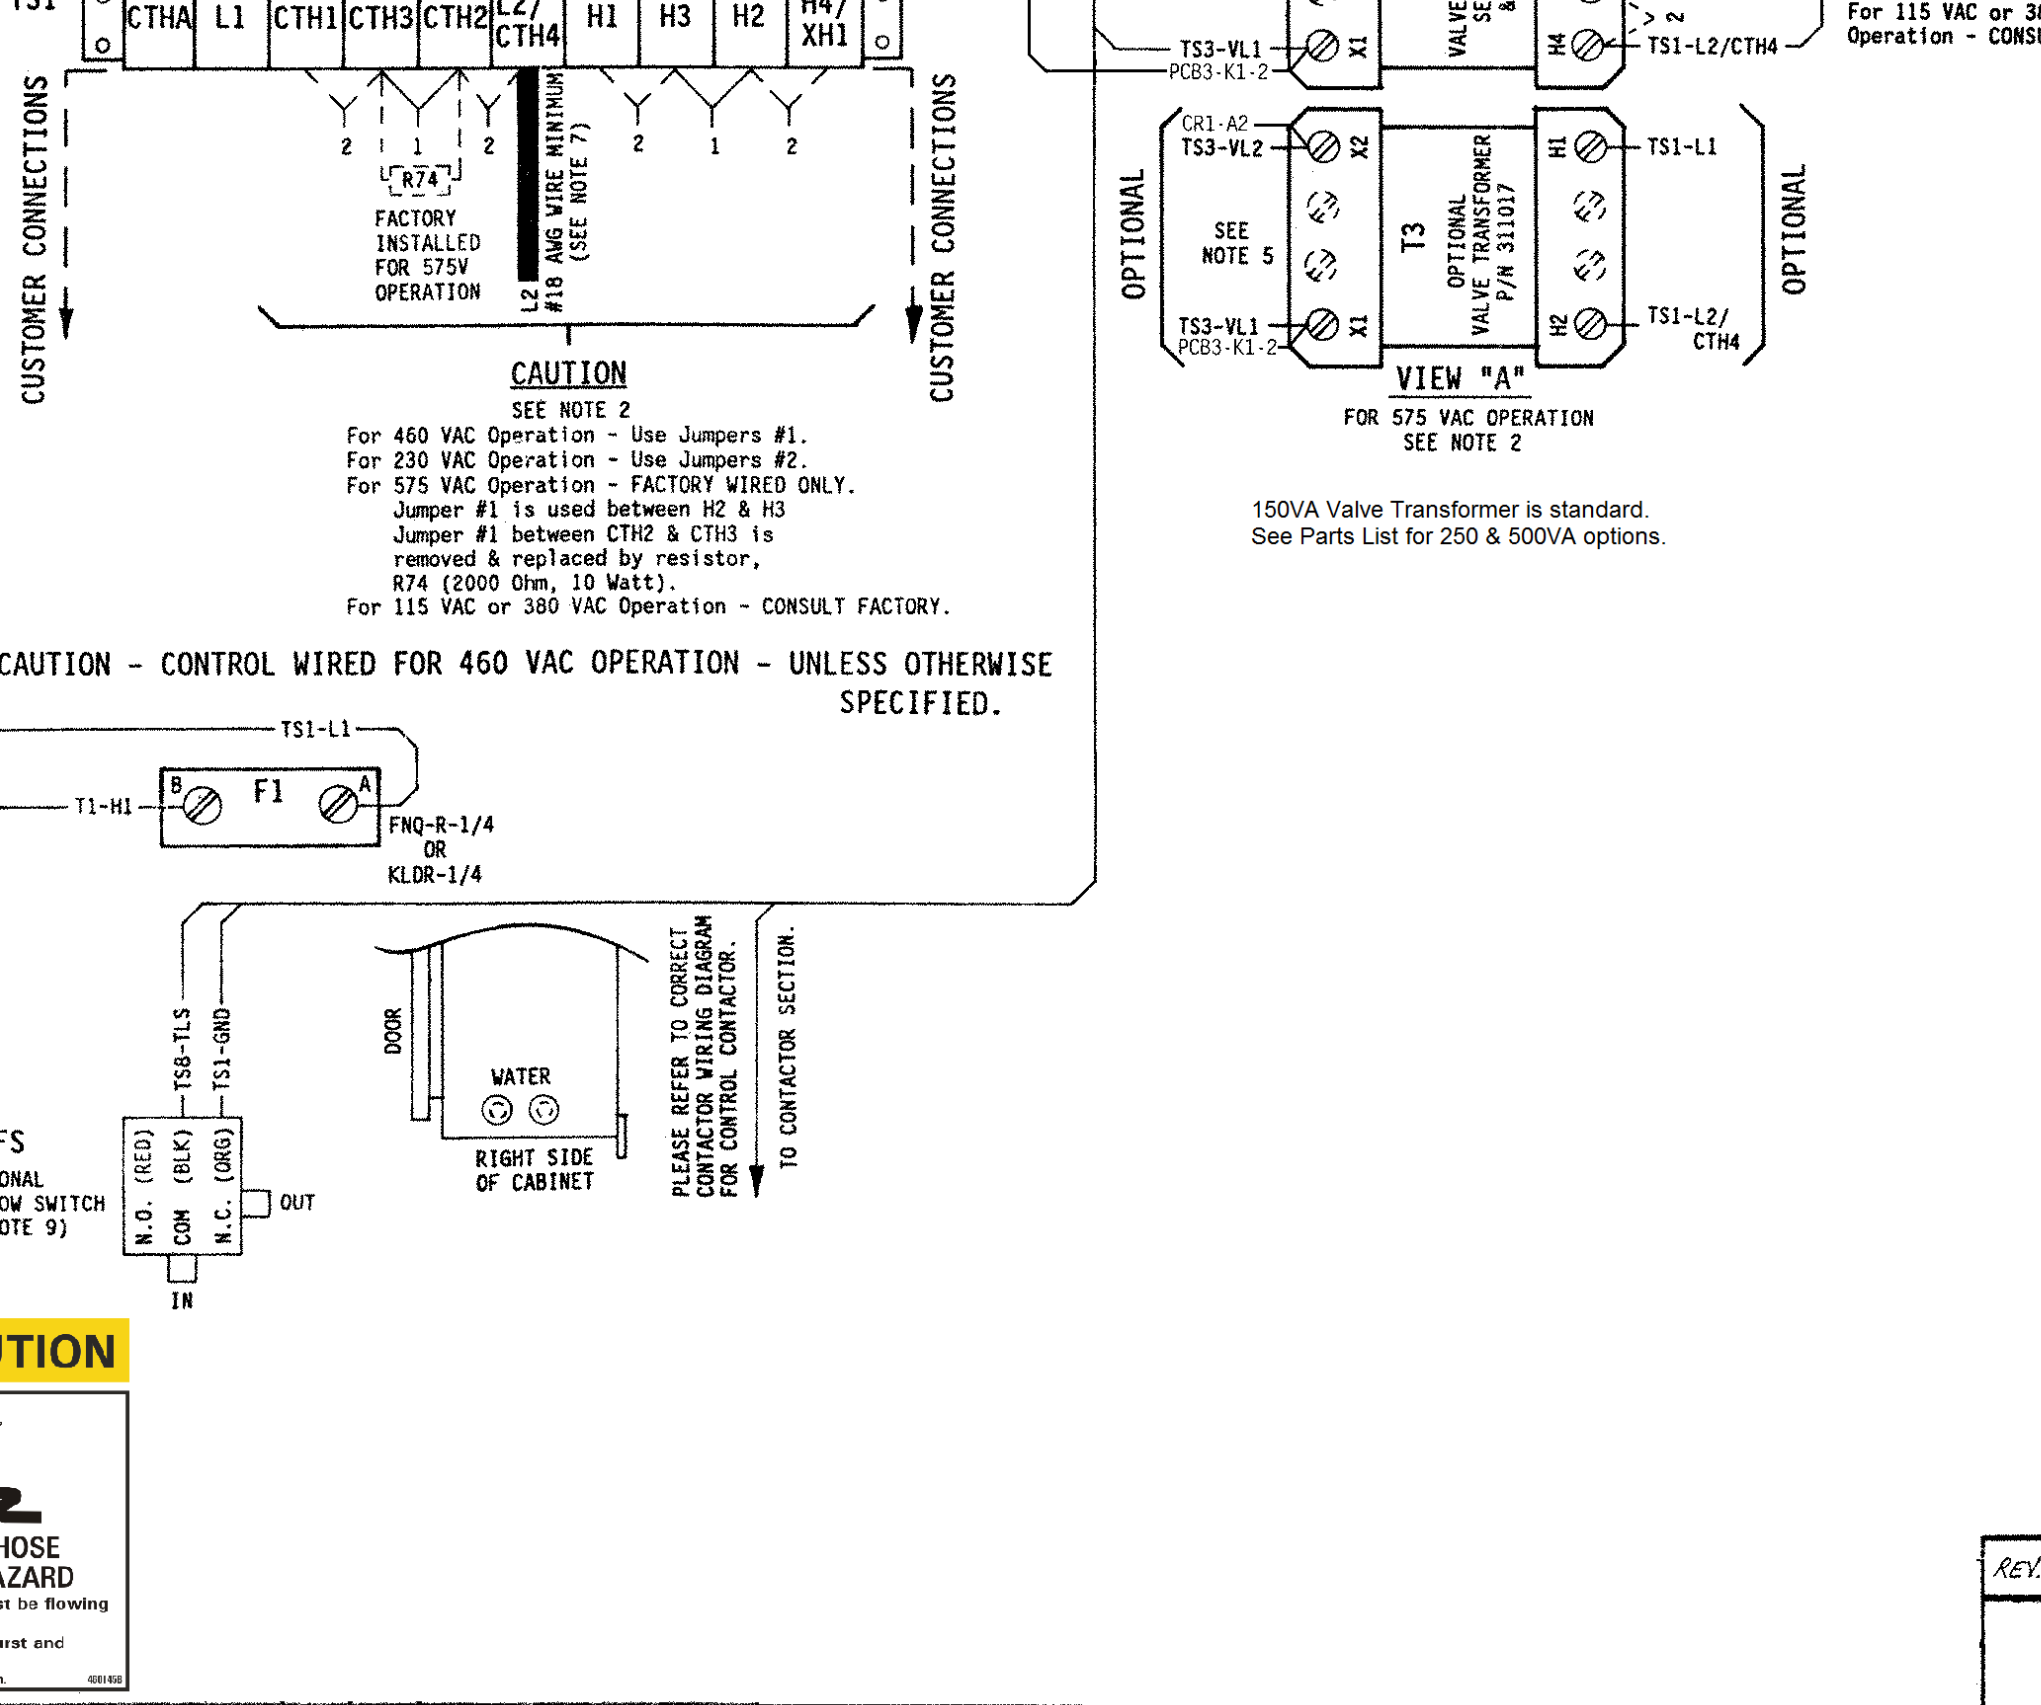 TS1
CTHA
L1
CTH1
CTH3
CTH2
L2/
CTH4
H1
H3
H2
H4/
XH1
CUSTOMER CONNECTIONS
2
1
2
2
1
2
R74
FACTORY
INSTALLED
FOR 575V
OPERATION
L2
#18 AWG WIRE MINIMUM
(SEE NOTE 7)
CUSTOMER CONNECTIONS
CAUTION
SEE NOTE 2
For 460 VAC Operation - Use Jumpers #1.
For 230 VAC Operation - Use Jumpers #2.
For 575 VAC Operation - FACTORY WIRED ONLY.
Jumper #1 is used between H2 & H3
Jumper #1 between CTH2 & CTH3 is
removed & replaced by resistor,
R74 (2000 Ohm, 10 Watt).
For 115 VAC or 380 VAC Operation - CONSULT FACTORY.
CAUTION - CONTROL WIRED FOR 460 VAC OPERATION - UNLESS OTHERWISE
SPECIFIED.
TS3-VL1
PCB3-K1-2
X1
VALVE
SE
&
H4
2
TS1-L2/CTH4
For 115 VAC or 38
Operation - CONSU
OPTIONAL
CR1-A2
TS3-VL2
SEE
NOTE 5
TS3-VL1
PCB3-K1-2
X2
X1
T3
OPTIONAL
VALVE TRANSFORMER
P/N 311017
H1
H2
TS1-L1
TS1-L2/
CTH4
OPTIONAL
VIEW "A"
FOR 575 VAC OPERATION
SEE NOTE 2
150VA Valve Transformer is standard.
See Parts List for 250 & 500VA options.
TS1-L1
T1-H1
B
F1
A
FNQ-R-1/4
OR
KLDR-1/4
TS8-TLS
TS1-GND
FS
ONAL
OW SWITCH
OTE 9)
N.O. (RED)
COM (BLK)
N.C. (ORG)
OUT
IN
DOOR
WATER
RIGHT SIDE
OF CABINET
PLEASE REFER TO CORRECT
CONTACTOR WIRING DIAGRAM
FOR CONTROL CONTACTOR.
TO CONTACTOR SECTION.
UTION
HOSE
AZARD
st be flowing
urst and
n.
460145B
REV.